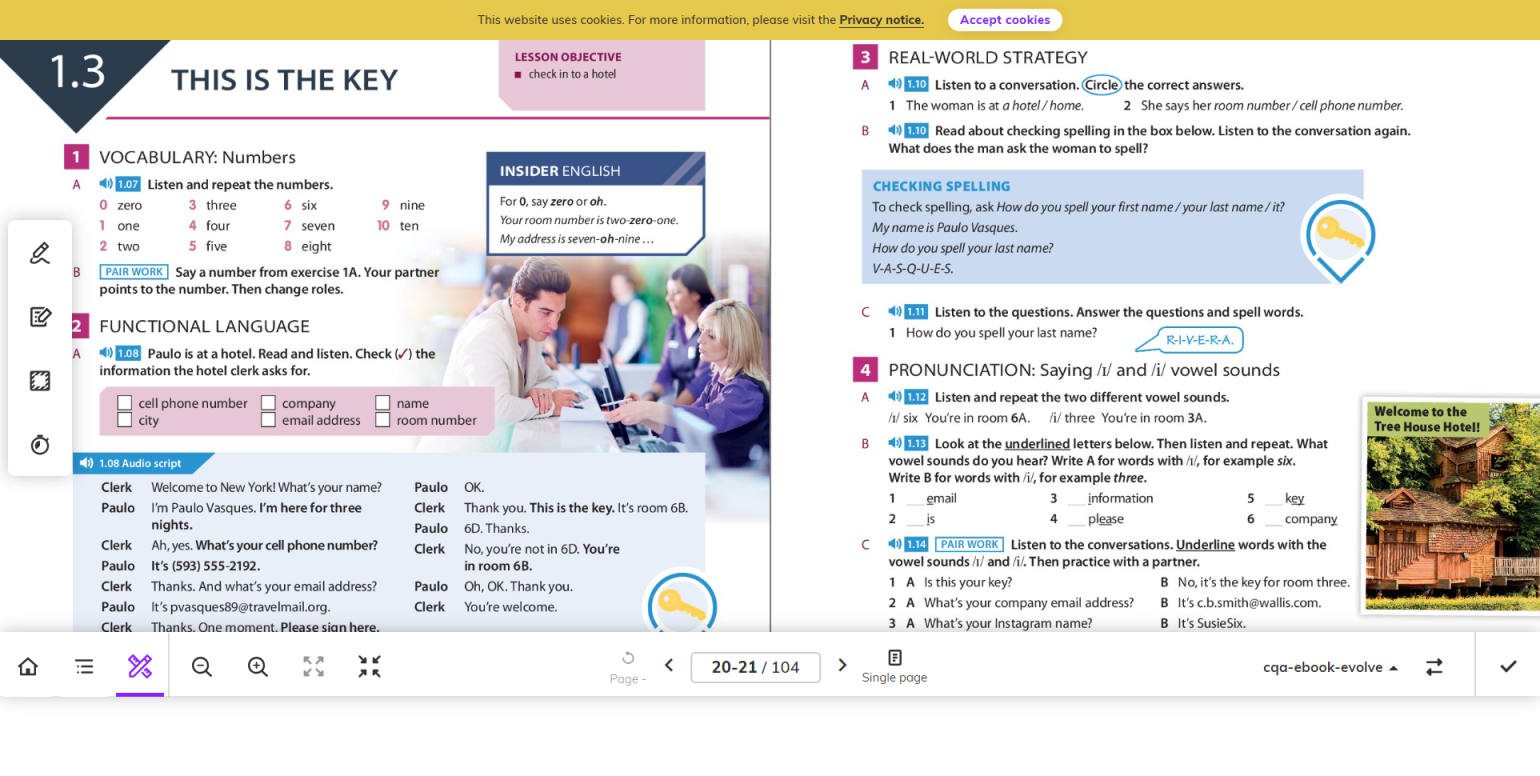 This website uses cookies. For more information, please visit the Privacy notice.
Accept cookies
1.3
THIS IS THE KEY
LESSON OBJECTIVE
■ check in to a hotel
1 VOCABULARY: Numbers
A 1.07 Listen and repeat the numbers.
0 zero 3 three 6 six 9 nine
1 one 4 four 7 seven 10 ten
2 two 5 five 8 eight
B PAIR WORK Say a number from exercise 1A. Your partner
points to the number. Then change roles.
INSIDER ENGLISH
For 0, say zero or oh.
Your room number is two-zero-one.
My address is seven-oh-nine …
2 FUNCTIONAL LANGUAGE
A 1.08 Paulo is at a hotel. Read and listen. Check (✓) the
information the hotel clerk asks for.
cell phone number company name
city email address room number
1.08 Audio script
Clerk Welcome to New York! What's your name?
Paulo I'm Paulo Vasques. I'm here for three
nights.
Clerk Ah, yes. What's your cell phone number?
Paulo It's (593) 555-2192.
Clerk Thanks. And what's your email address?
Paulo It's pvasques89@travelmail.org.
Clerk Thanks. One moment. Please sign here.
Paulo OK.
Clerk Thank you. This is the key. It's room 6B.
Paulo 6D. Thanks.
Clerk No, you're not in 6D. You're
in room 6B.
Paulo Oh, OK. Thank you.
Clerk You're welcome.
3 REAL-WORLD STRATEGY
A 1.10 Listen to a conversation. Circle the correct answers.
1 The woman is at a hotel / home. 2 She says her room number / cell phone number.
B 1.10 Read about checking spelling in the box below. Listen to the conversation again.
What does the man ask the woman to spell?
CHECKING SPELLING
To check spelling, ask How do you spell your first name / your last name / it?
My name is Paulo Vasques.
How do you spell your last name?
V-A-S-Q-U-E-S.
C 1.11 Listen to the questions. Answer the questions and spell words.
1 How do you spell your last name?
R-I-V-E-R-A.
4 PRONUNCIATION: Saying /ɪ/ and /i/ vowel sounds
A 1.12 Listen and repeat the two different vowel sounds.
/ɪ/ six You're in room 6A. /i/ three You're in room 3A.
B 1.13 Look at the underlined letters below. Then listen and repeat. What
vowel sounds do you hear? Write A for words with /ɪ/, for example six.
Write B for words with /i/, for example three.
1 ___ email 3 ___ information 5 ___ key
2 ___ is 4 ___ please 6 ___ company
C 1.14 PAIR WORK Listen to the conversations. Underline words with the
vowel sounds /ɪ/ and /i/. Then practice with a partner.
1 A Is this your key? B No, it's the key for room three.
2 A What's your company email address? B It's c.b.smith@wallis.com.
3 A What's your Instagram name? B It's SusieSix.
Welcome to the
Tree House Hotel!
Page -
20-21 / 104
Single page
cqa-ebook-evolve